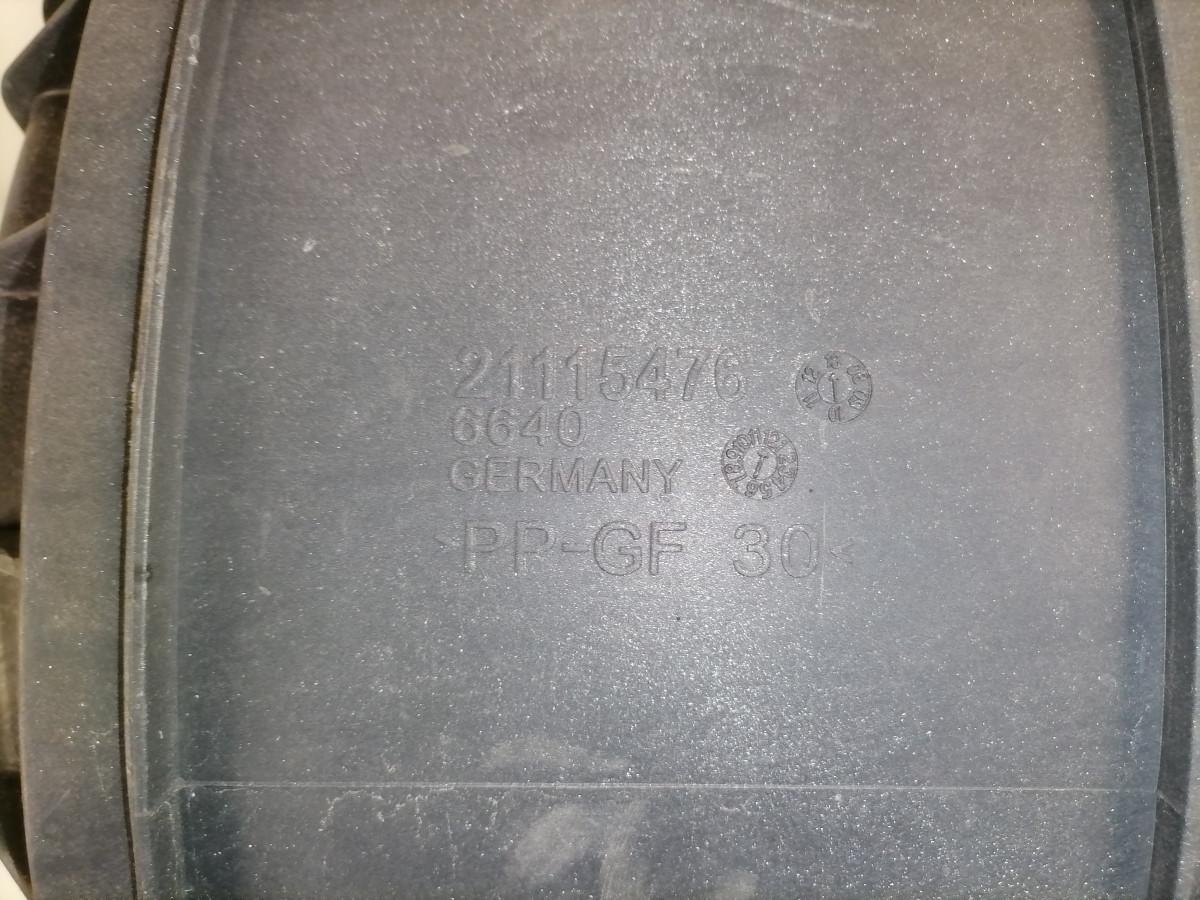 21115476
6640
GERMANY
>PP-GF 30<